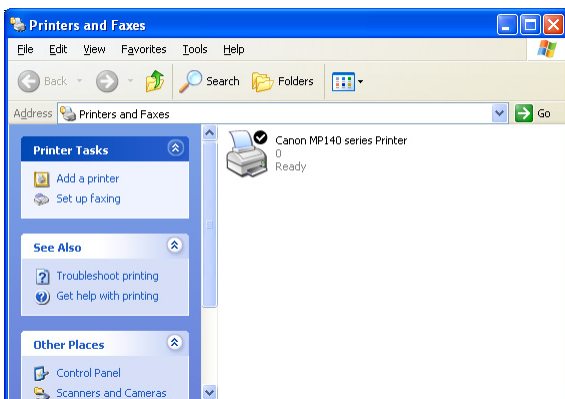 Printers and Faxes
File Edit View Favorites Tools Help
Back Search Folders
Address Printers and Faxes Go
Printer Tasks
Add a printer
Set up faxing
See Also
Troubleshoot printing
Get help with printing
Other Places
Control Panel
Scanners and Cameras
Canon MP140 series Printer
0
Ready